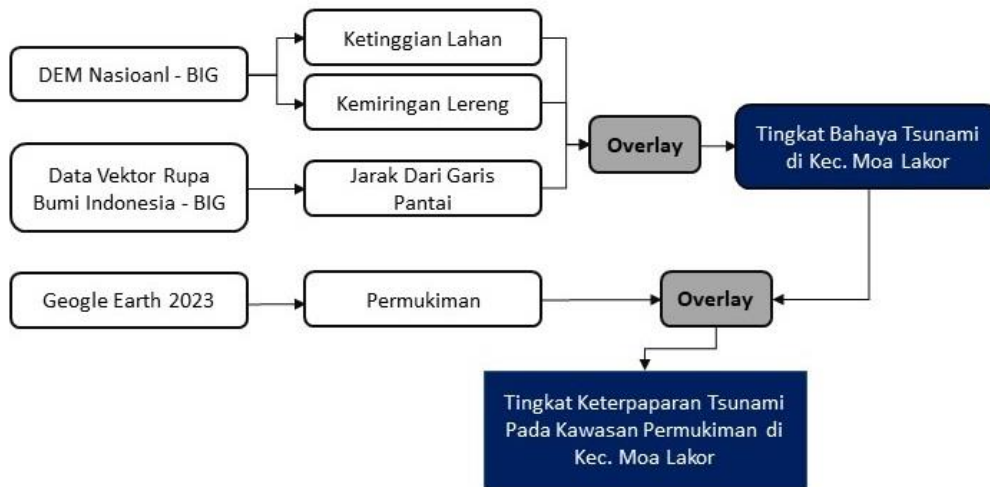 Ketinggian Lahan
DEM Nasioanl - BIG
Kemiringan Lereng
Overlay
Tingkat Bahaya Tsunami
di Kec. Moa Lakor
Data Vektor Rupa
Bumi Indonesia - BIG
Jarak Dari Garis
Pantai
Geogle Earth 2023
Permukiman
Overlay
Tingkat Keterpaparan Tsunami
Pada Kawasan Permukiman di
Kec. Moa Lakor